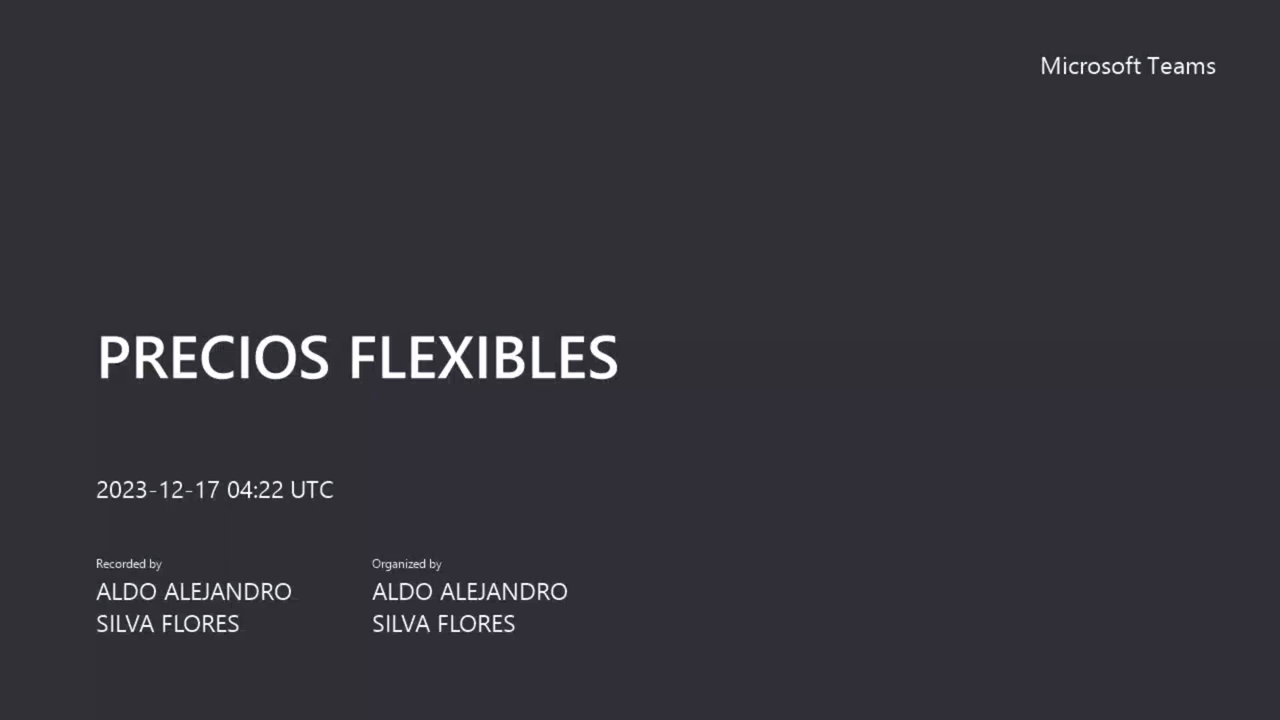 Microsoft Teams
PRECIOS FLEXIBLES
2023-12-17 04:22 UTC
Recorded by
ALDO ALEJANDRO
SILVA FLORES
Organized by
ALDO ALEJANDRO
SILVA FLORES